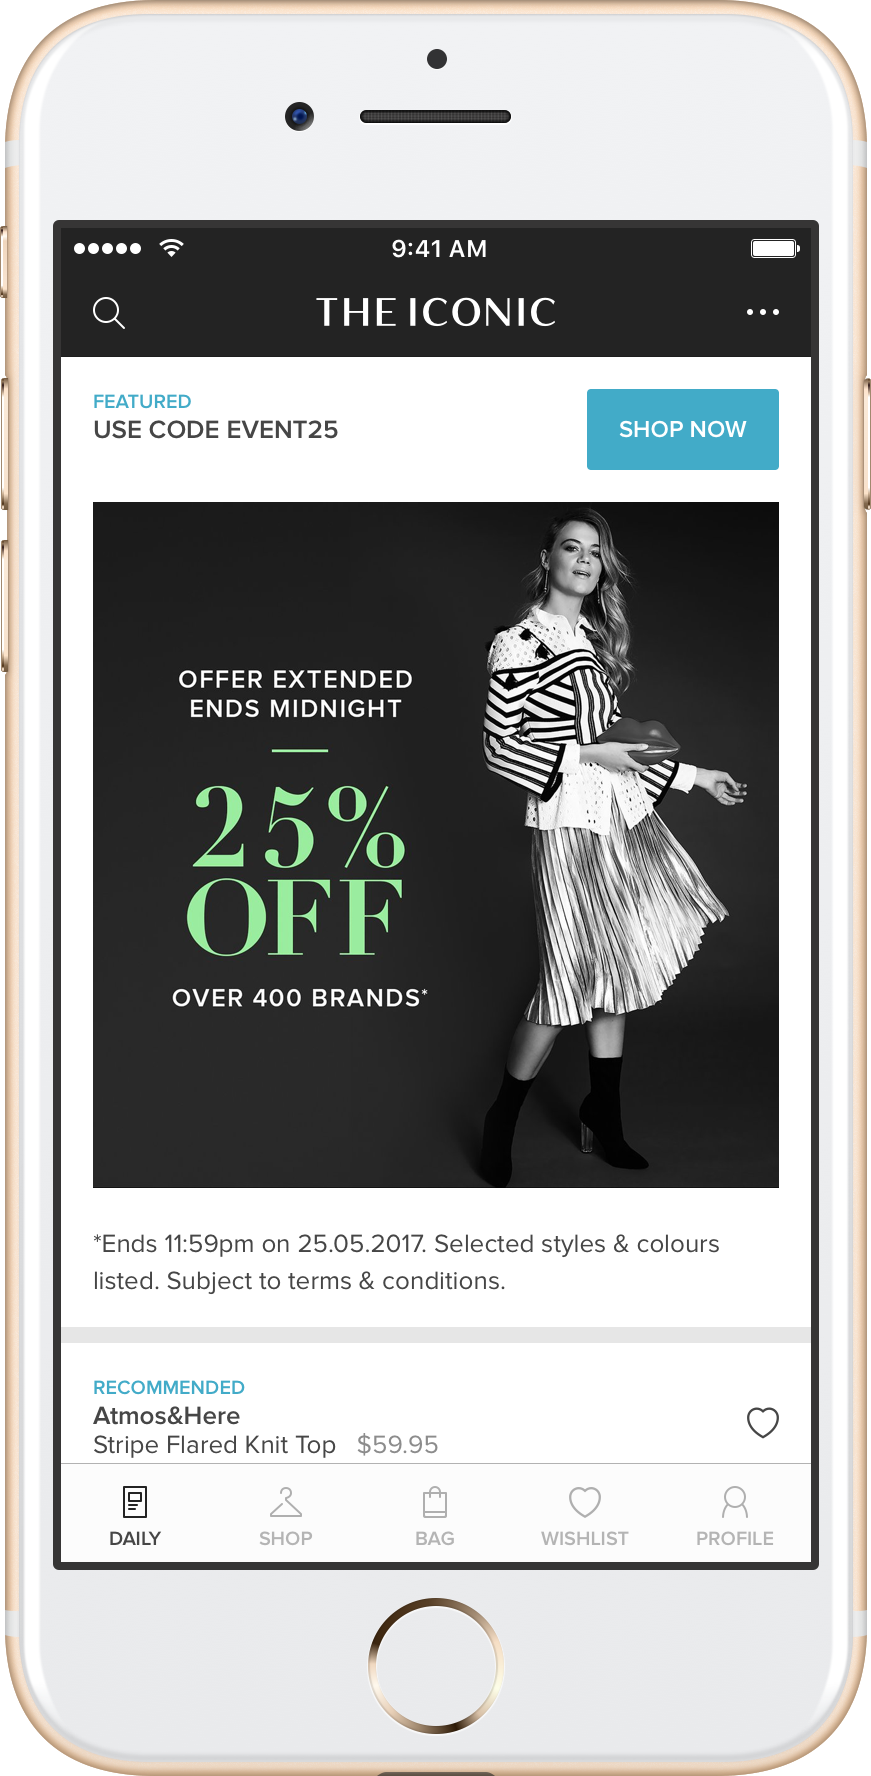 9:41 AM
THE ICONIC
FEATURED
USE CODE EVENT25
SHOP NOW
OFFER EXTENDED
ENDS MIDNIGHT
25%
OFF
OVER 400 BRANDS*
*Ends 11:59pm on 25.05.2017. Selected styles & colours
listed. Subject to terms & conditions.
RECOMMENDED
Atmos&Here
Stripe Flared Knit Top $59.95
DAILY SHOP BAG WISHLIST PROFILE